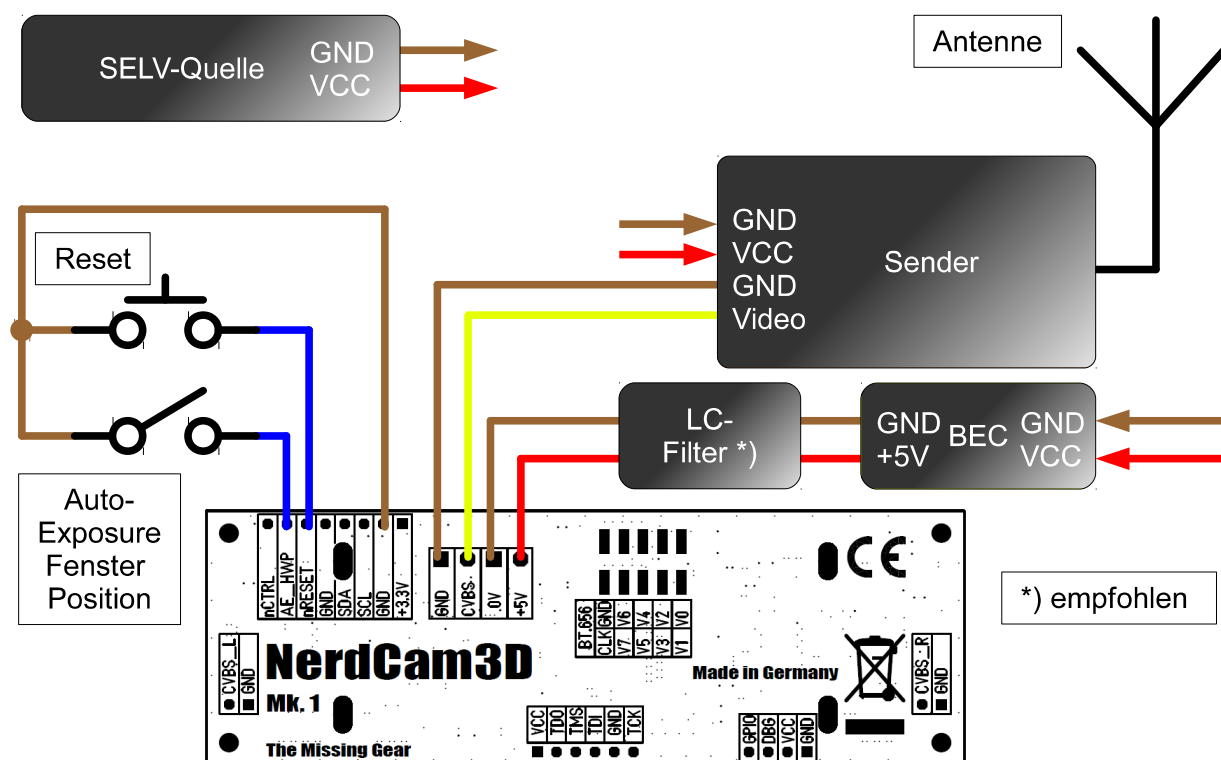 SELV-Quelle
GND
VCC
Antenne
Reset
GND
VCC
GND
Video
Sender
LC-
Filter *)
GND
+5V
BEC
GND
VCC
Auto-
Exposure
Fenster
Position
*) empfohlen
nCTRL
AE_HWP
nRESET
GND
SDA
SCL
GND
+3.3V
GND
CVBS
0V
+5V
BT.656
CLK GND
V7 V6
V5 V4
V3 V2
V1 V0
CE
CVBS_L
GND
NerdCam3D
Mk. 1
Made in Germany
CVBS_R
GND
The Missing Gear
VCC
TDO
TMS
TDI
GND
TCK
GPIO
DBG
VCC
GND